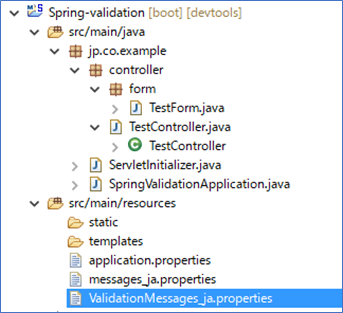 Spring-validation [boot] [devtools]
src/main/java
jp.co.example
controller
form
TestForm.java
TestController.java
TestController
ServletInitializer.java
SpringValidationApplication.java
src/main/resources
static
templates
application.properties
messages_ja.properties
ValidationMessages_ja.properties